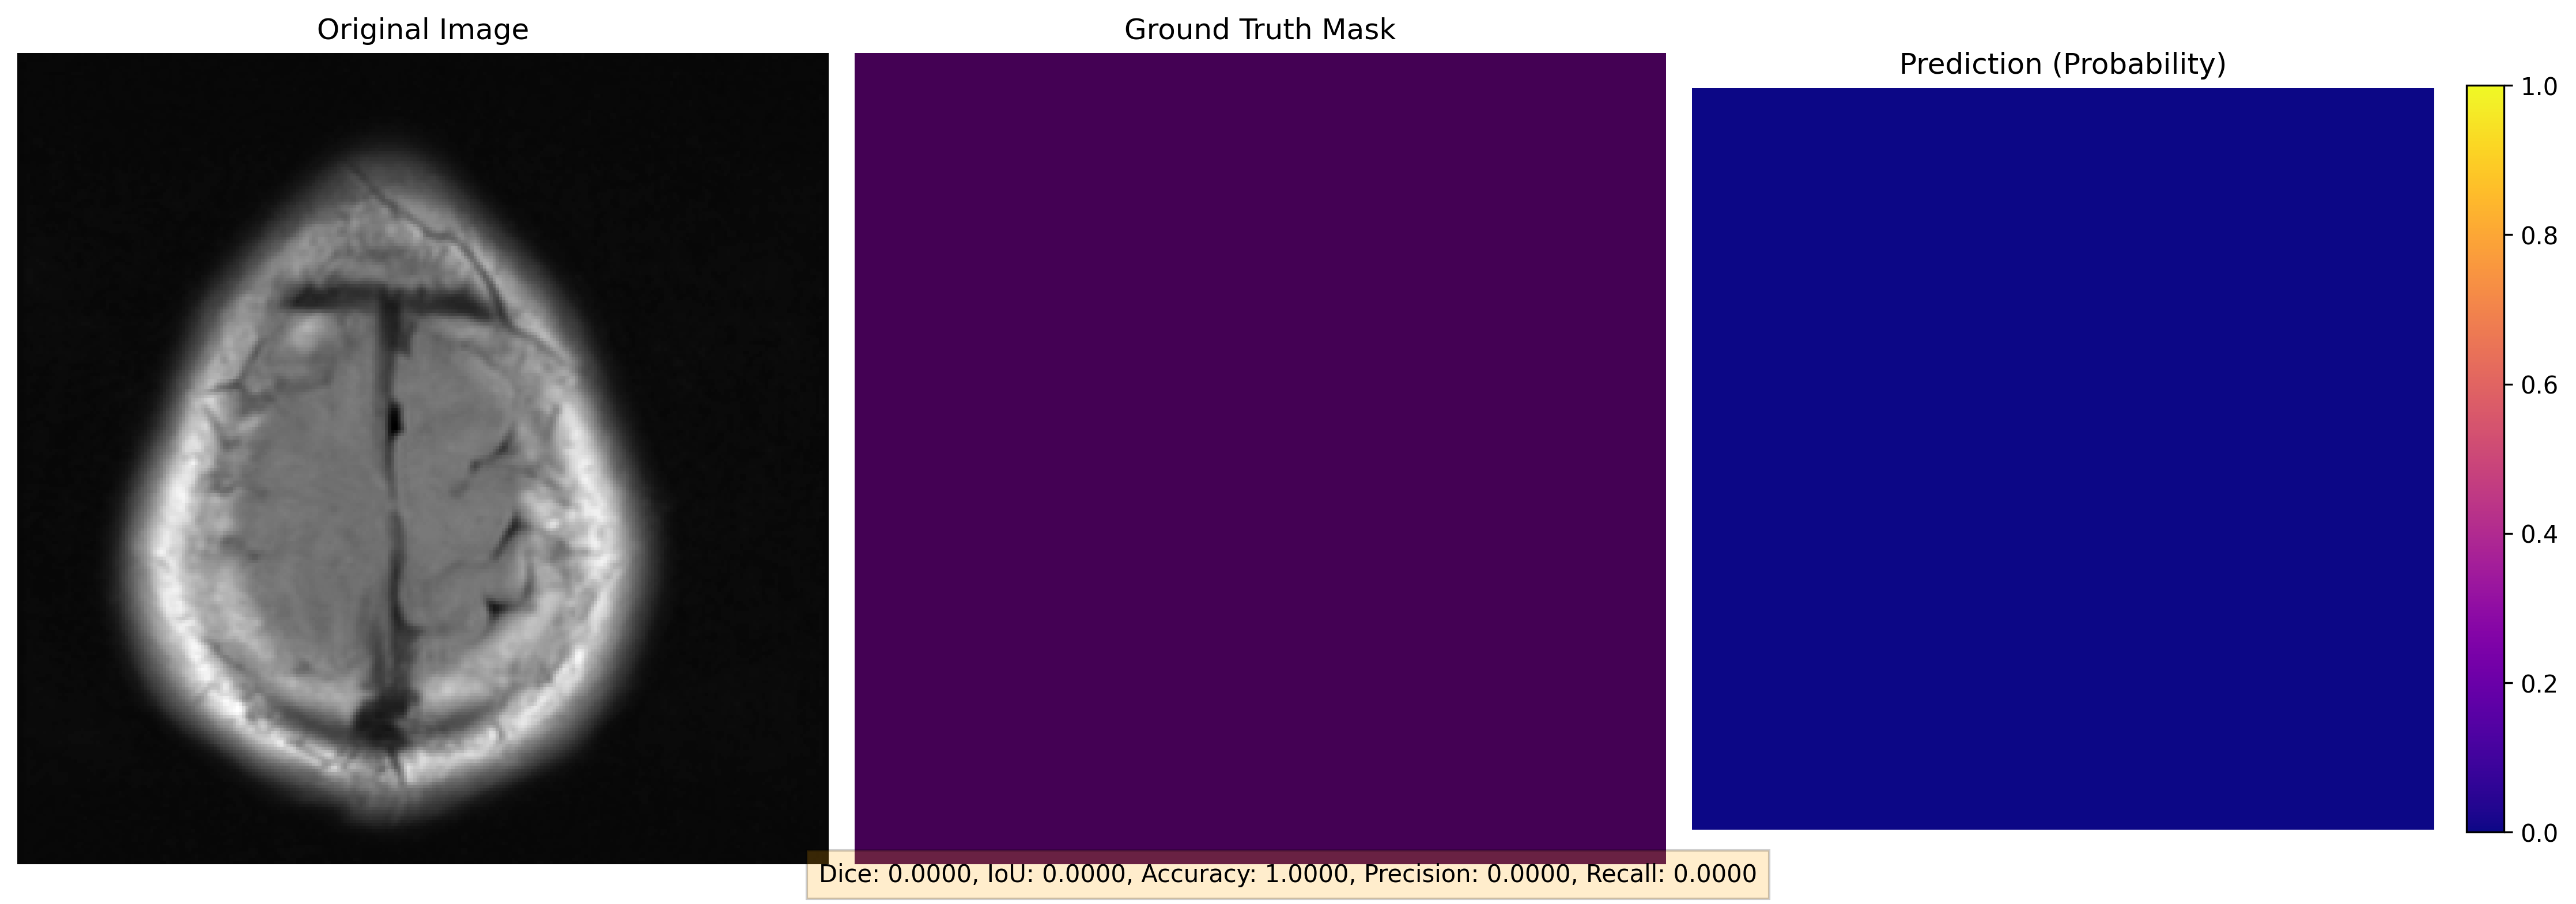 Original Image
Ground Truth Mask
Prediction (Probability)
1.0
0.8
0.6
0.4
0.2
0.0
Dice: 0.0000, IoU: 0.0000, Accuracy: 1.0000, Precision: 0.0000, Recall: 0.0000